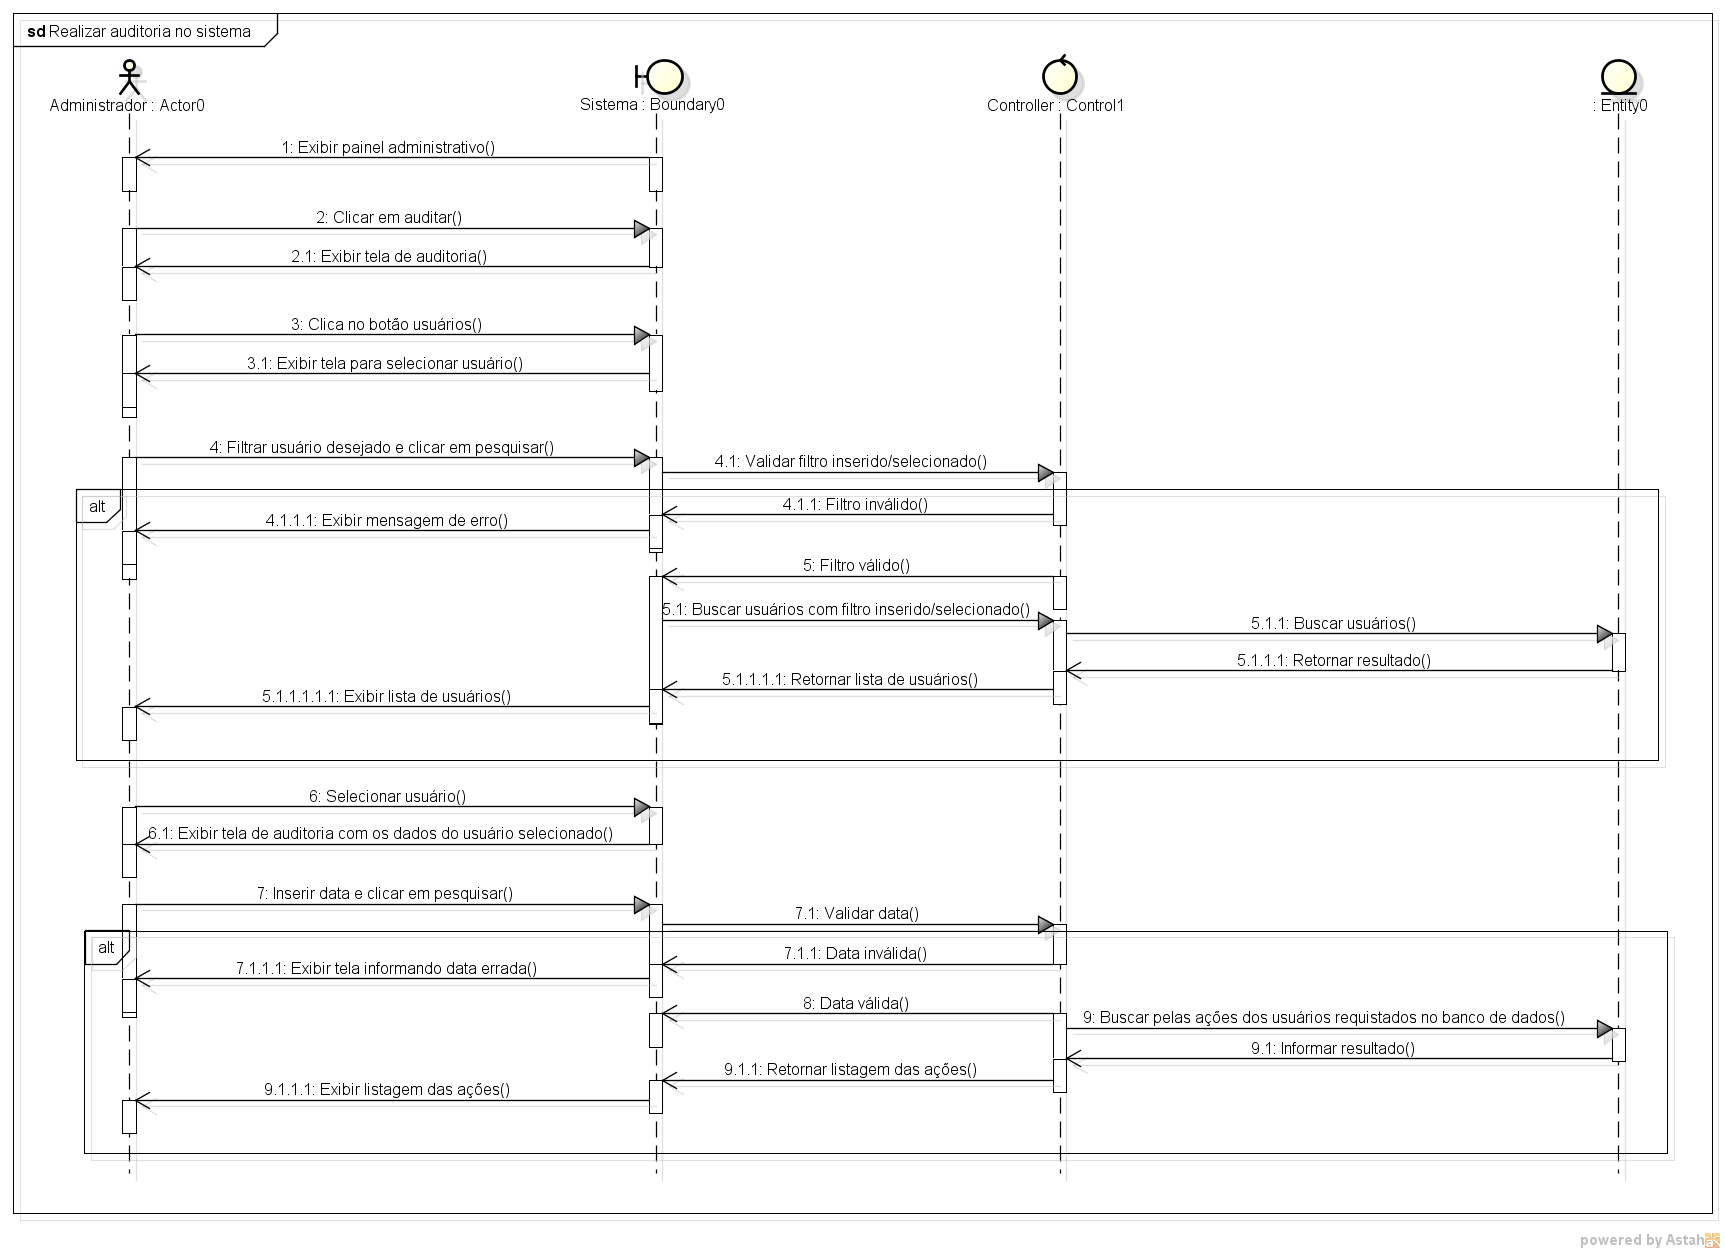 sd Realizar auditoria no sistema
Administrador : Actor0
Sistema : Boundary0
Controller : Control1
: Entity0
1: Exibir painel administrativo()
2: Clicar em auditar()
2.1: Exibir tela de auditoria()
3: Clica no botão usuários()
3.1: Exibir tela para selecionar usuário()
4: Filtrar usuário desejado e clicar em pesquisar()
4.1: Validar filtro inserido/selecionado()
alt
4.1.1: Filtro inválido()
4.1.1.1: Exibir mensagem de erro()
5: Filtro válido()
5.1: Buscar usuários com filtro inserido/selecionado()
5.1.1: Buscar usuários()
5.1.1.1: Retornar resultado()
5.1.1.1.1: Retornar lista de usuários()
5.1.1.1.1.1: Exibir lista de usuários()
6: Selecionar usuário()
6.1: Exibir tela de auditoria com os dados do usuário selecionado()
7: Inserir data e clicar em pesquisar()
7.1: Validar data()
alt
7.1.1: Data inválida()
7.1.1.1: Exibir tela informando data errada()
8: Data válida()
9: Buscar pelas ações dos usuários requistados no banco de dados()
9.1: Informar resultado()
9.1.1: Retornar listagem das ações()
9.1.1.1: Exibir listagem das ações()
powered by Astah